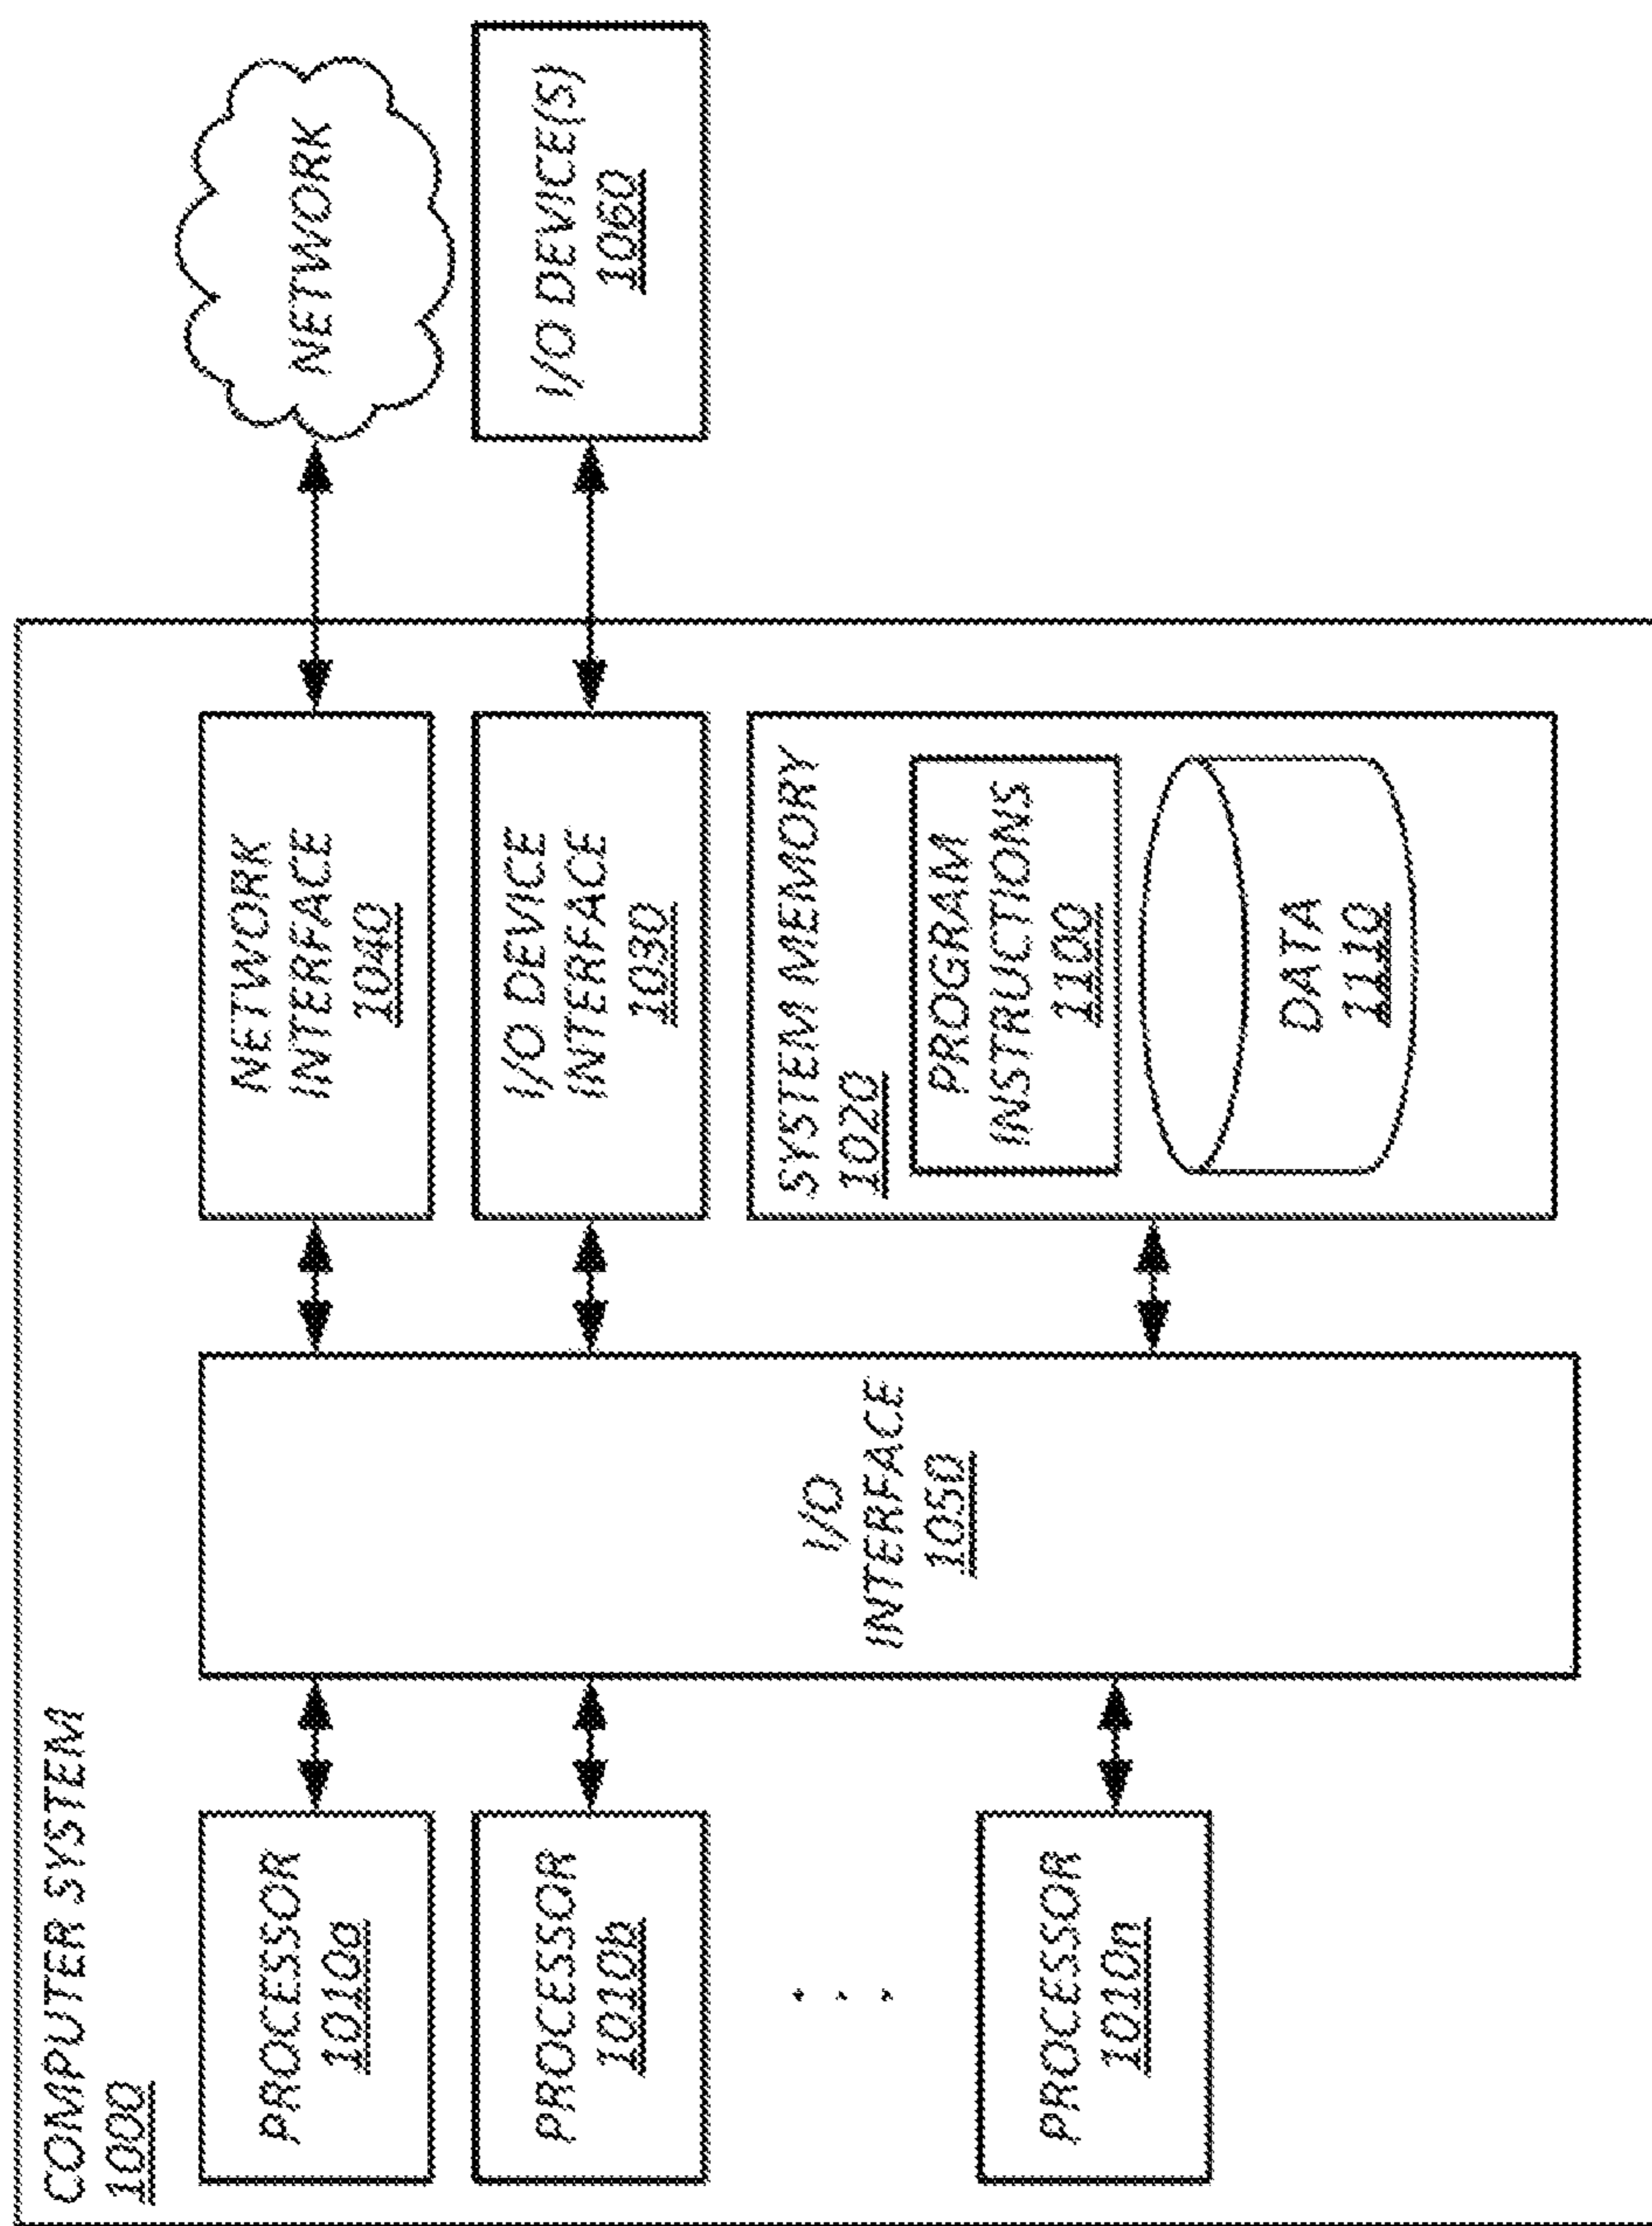 COMPUTER SYSTEM
1000
PROCESSOR
1010a
PROCESSOR
1010b
. . .
PROCESSOR
1010n
I/O
INTERFACE
1050
NETWORK
INTERFACE
1040
I/O DEVICE
INTERFACE
1030
SYSTEM MEMORY
1020
PROGRAM
INSTRUCTIONS
1100
DATA
1110
NETWORK
I/O DEVICE(S)
1060